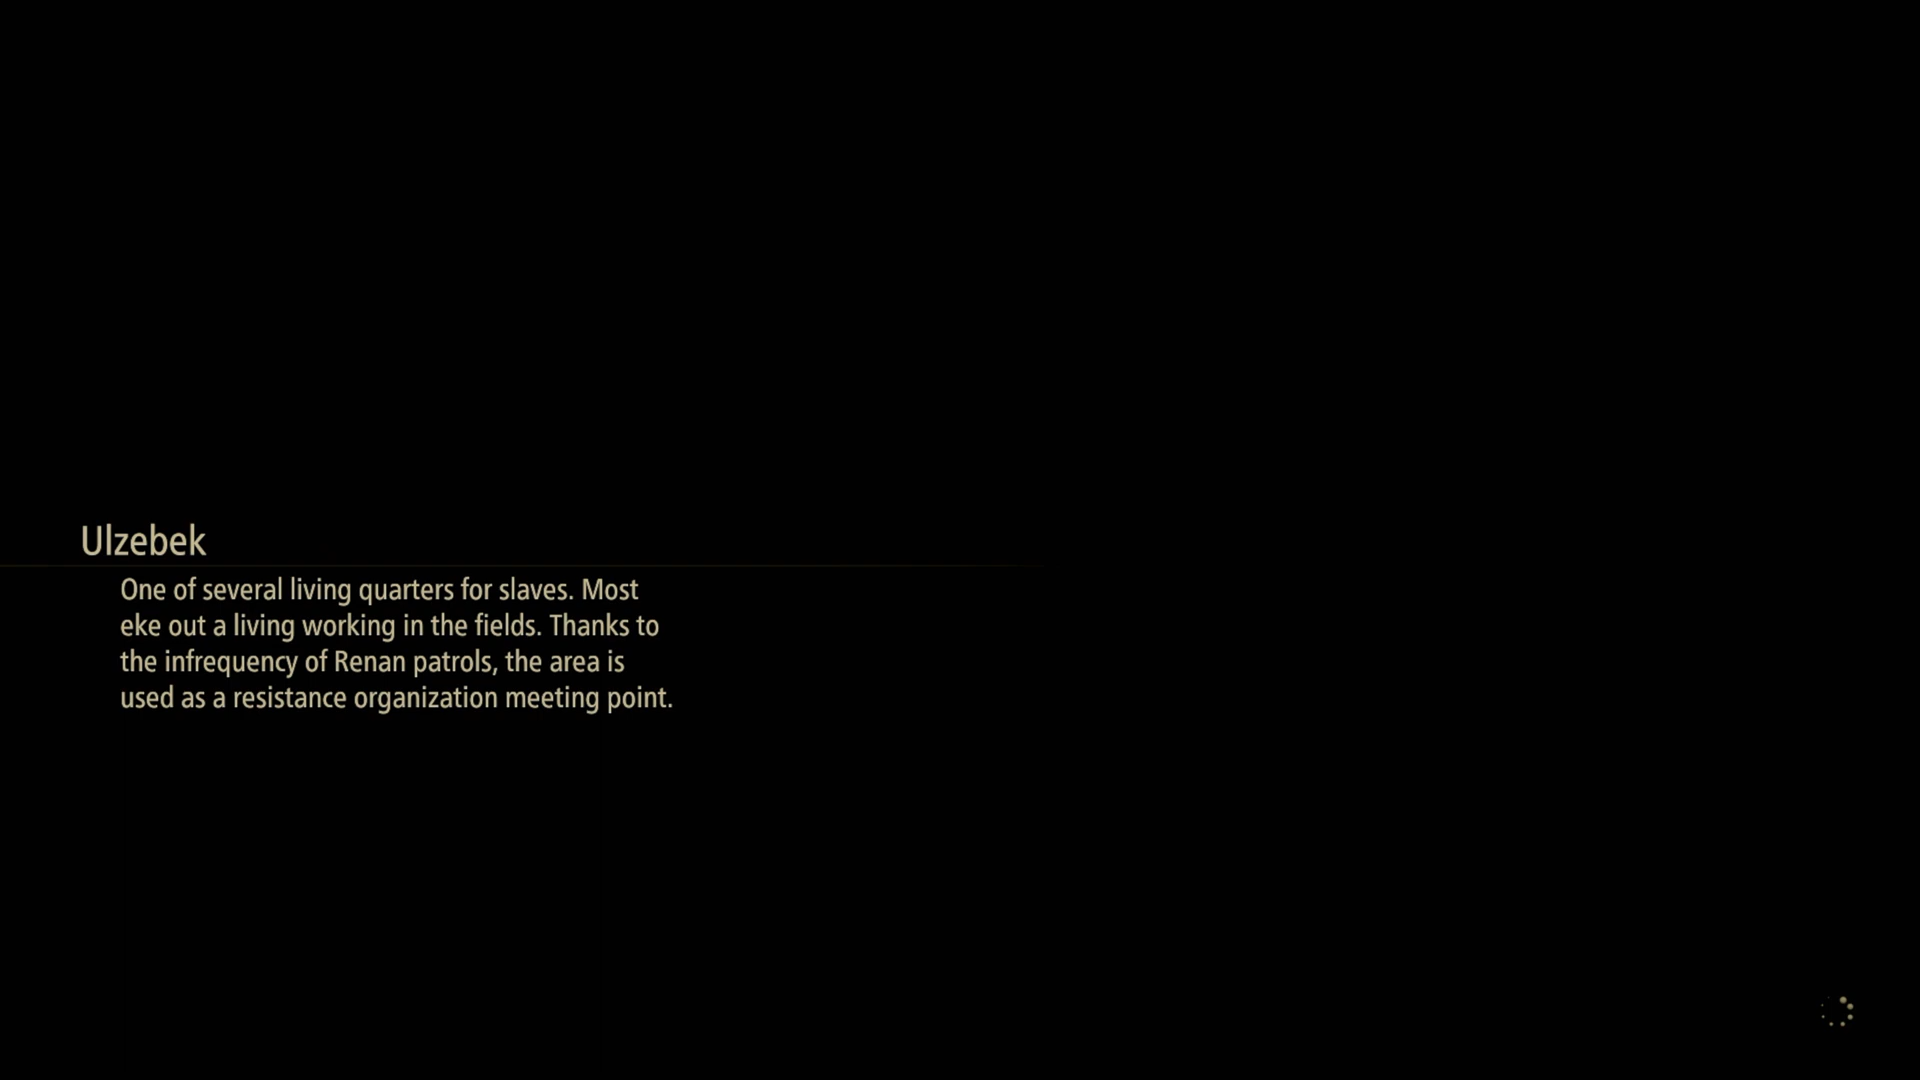 Ulzebek
One of several living quarters for slaves. Most
eke out a living working in the fields. Thanks to
the infrequency of Renan patrols, the area is
used as a resistance organization meeting point.